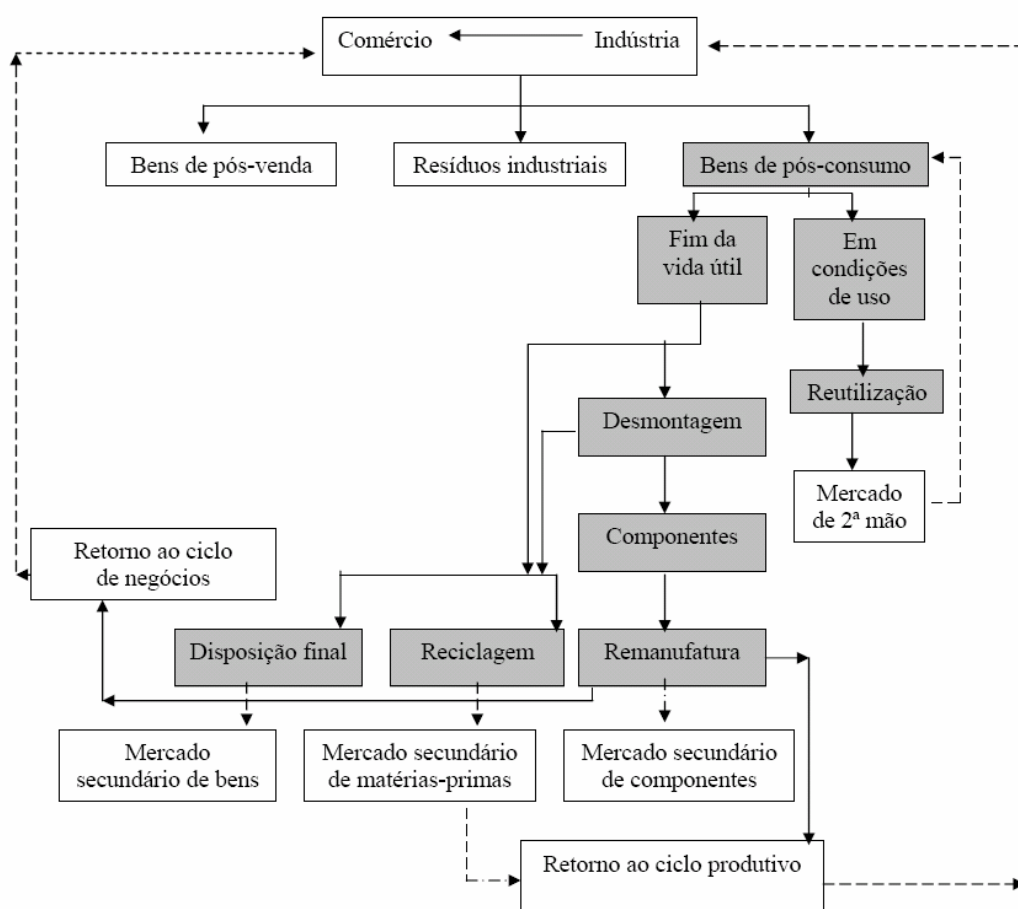 Comércio
Indústria
Bens de pós-venda
Resíduos industriais
Bens de pós-consumo
Fim da
vida útil
Em
condições
de uso
Reutilização
Desmontagem
Mercado
de 2ª mão
Componentes
Retorno ao ciclo
de negócios
Disposição final
Reciclagem
Remanufatura
Mercado
secundário de bens
Mercado secundário
de matérias-primas
Mercado secundário
de componentes
Retorno ao ciclo produtivo